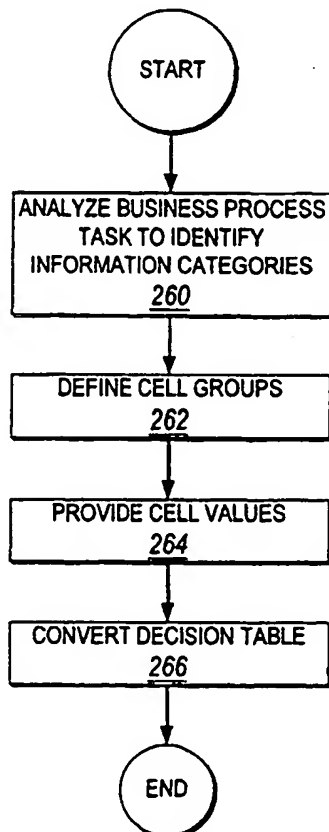 START
ANALYZE BUSINESS PROCESS
TASK TO IDENTIFY
INFORMATION CATEGORIES
260
DEFINE CELL GROUPS
262
PROVIDE CELL VALUES
264
CONVERT DECISION TABLE
266
END